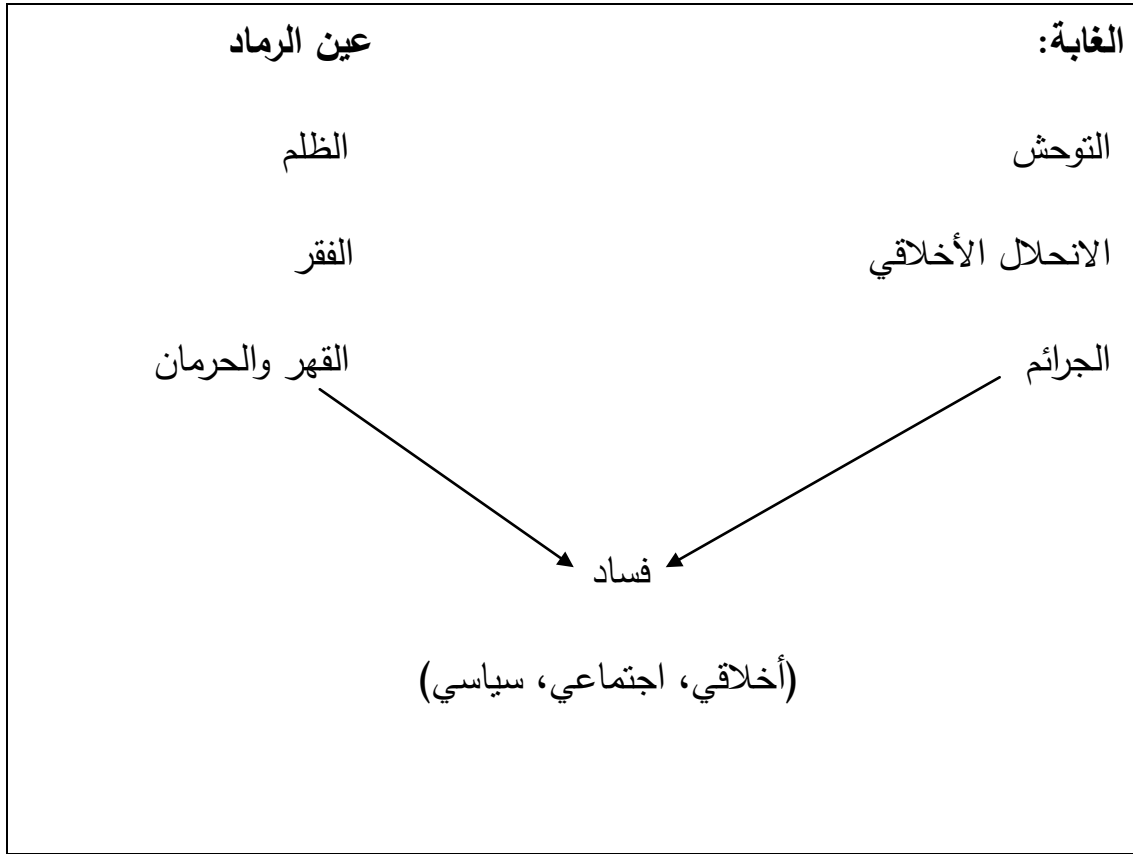 الغابة: عين الرماد
التوحش الظلم
الانحلال الأخلاقي الفقر
الجرائم القهر والحرمان
فساد
(أخلاقي، اجتماعي، سياسي)